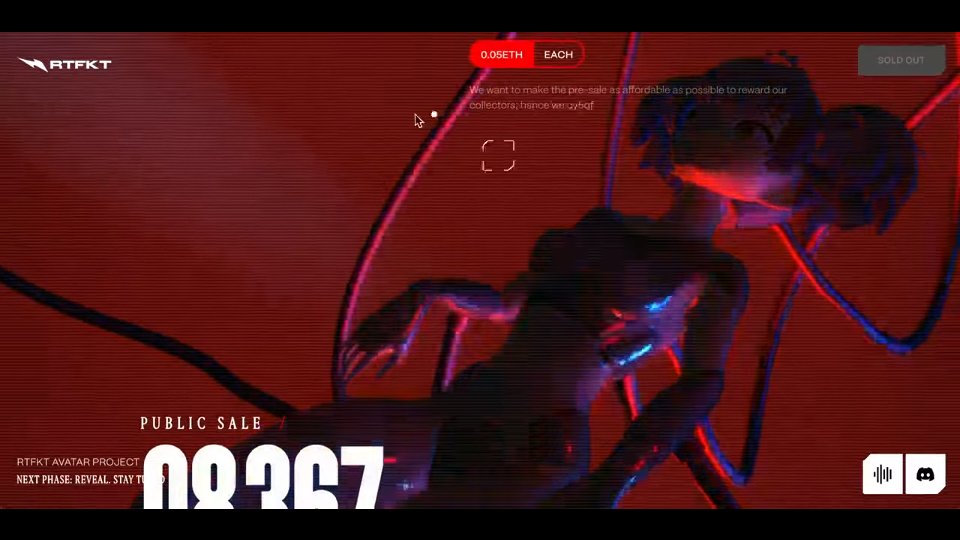 RTFKT
0.05ETH EACH
SOLD OUT
We want to make the pre-sale as affordable as possible to reward our
collectors,
PUBLIC SALE /
08367
RTFKT AVATAR PROJECT
NEXT PHASE: REVEAL. STAY